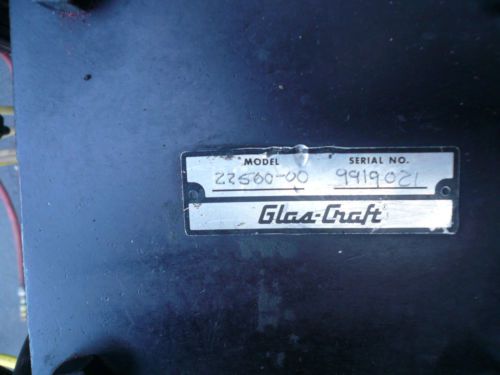 MODEL SERIAL NO.
22500-00 9919021
Glas-Craft